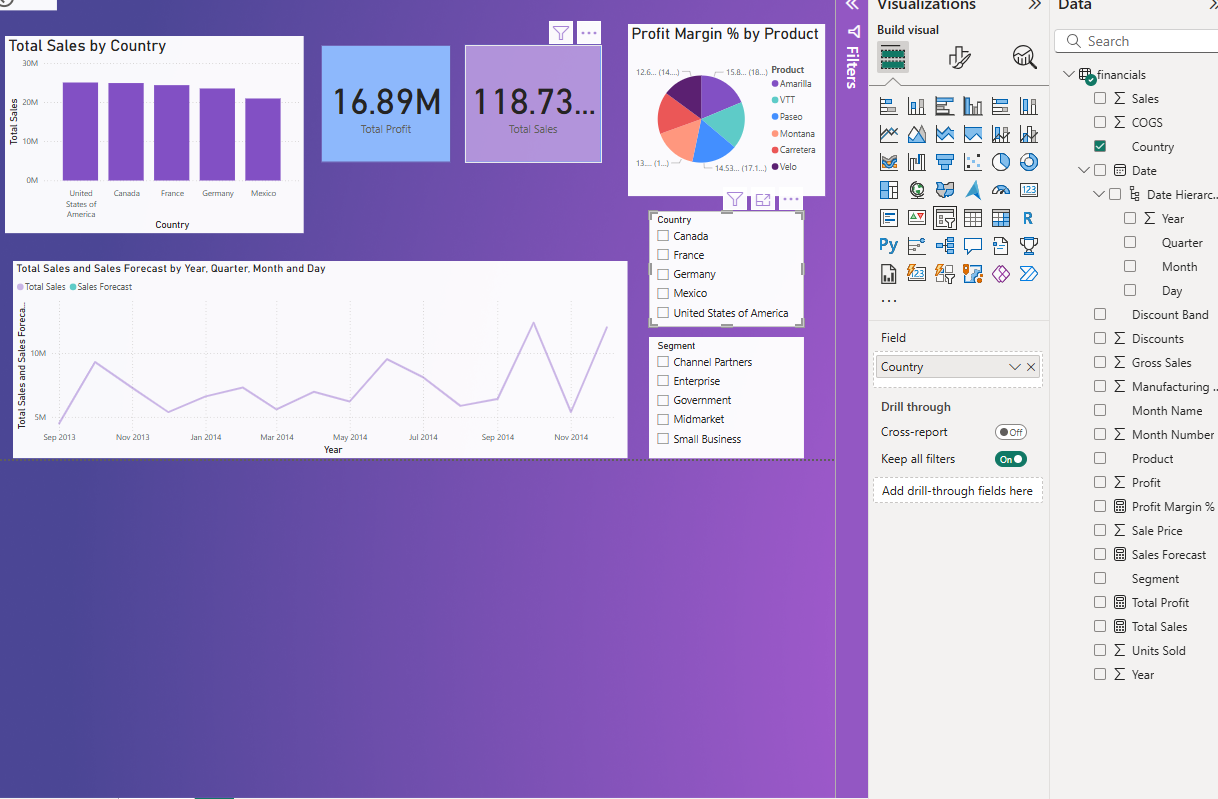 Total Sales by Country
30M
20M
10M
0M
Total Sales
United States of America
Canada
France
Germany
Mexico
Country
16.89M
Total Profit
118.73...
Total Sales
Profit Margin % by Product
12.6... (14....)
15.8... (18...)
13.... (1...)
14.53... (17.1...)
Product
Amarilla
VTT
Paseo
Montana
Carretera
Velo
Country
Canada
France
Germany
Mexico
United States of America
Segment
Channel Partners
Enterprise
Government
Midmarket
Small Business
Total Sales and Sales Forecast by Year, Quarter, Month and Day
Total Sales
Sales Forecast
Total Sales and Sales Foreca...
10M
5M
Sep 2013
Nov 2013
Jan 2014
Mar 2014
May 2014
Jul 2014
Sep 2014
Nov 2014
Year
Filters
Visualizations
Build visual
123
R
Py
123
...
Field
Country
Drill through
Cross-report
Off
Keep all filters
On
Add drill-through fields here
Data
Search
financials
Sales
COGS
Country
Date
Date Hierarc...
Year
Quarter
Month
Day
Discount Band
Discounts
Gross Sales
Manufacturing ...
Month Name
Month Number
Product
Profit
Profit Margin %
Sale Price
Sales Forecast
Segment
Total Profit
Total Sales
Units Sold
Year